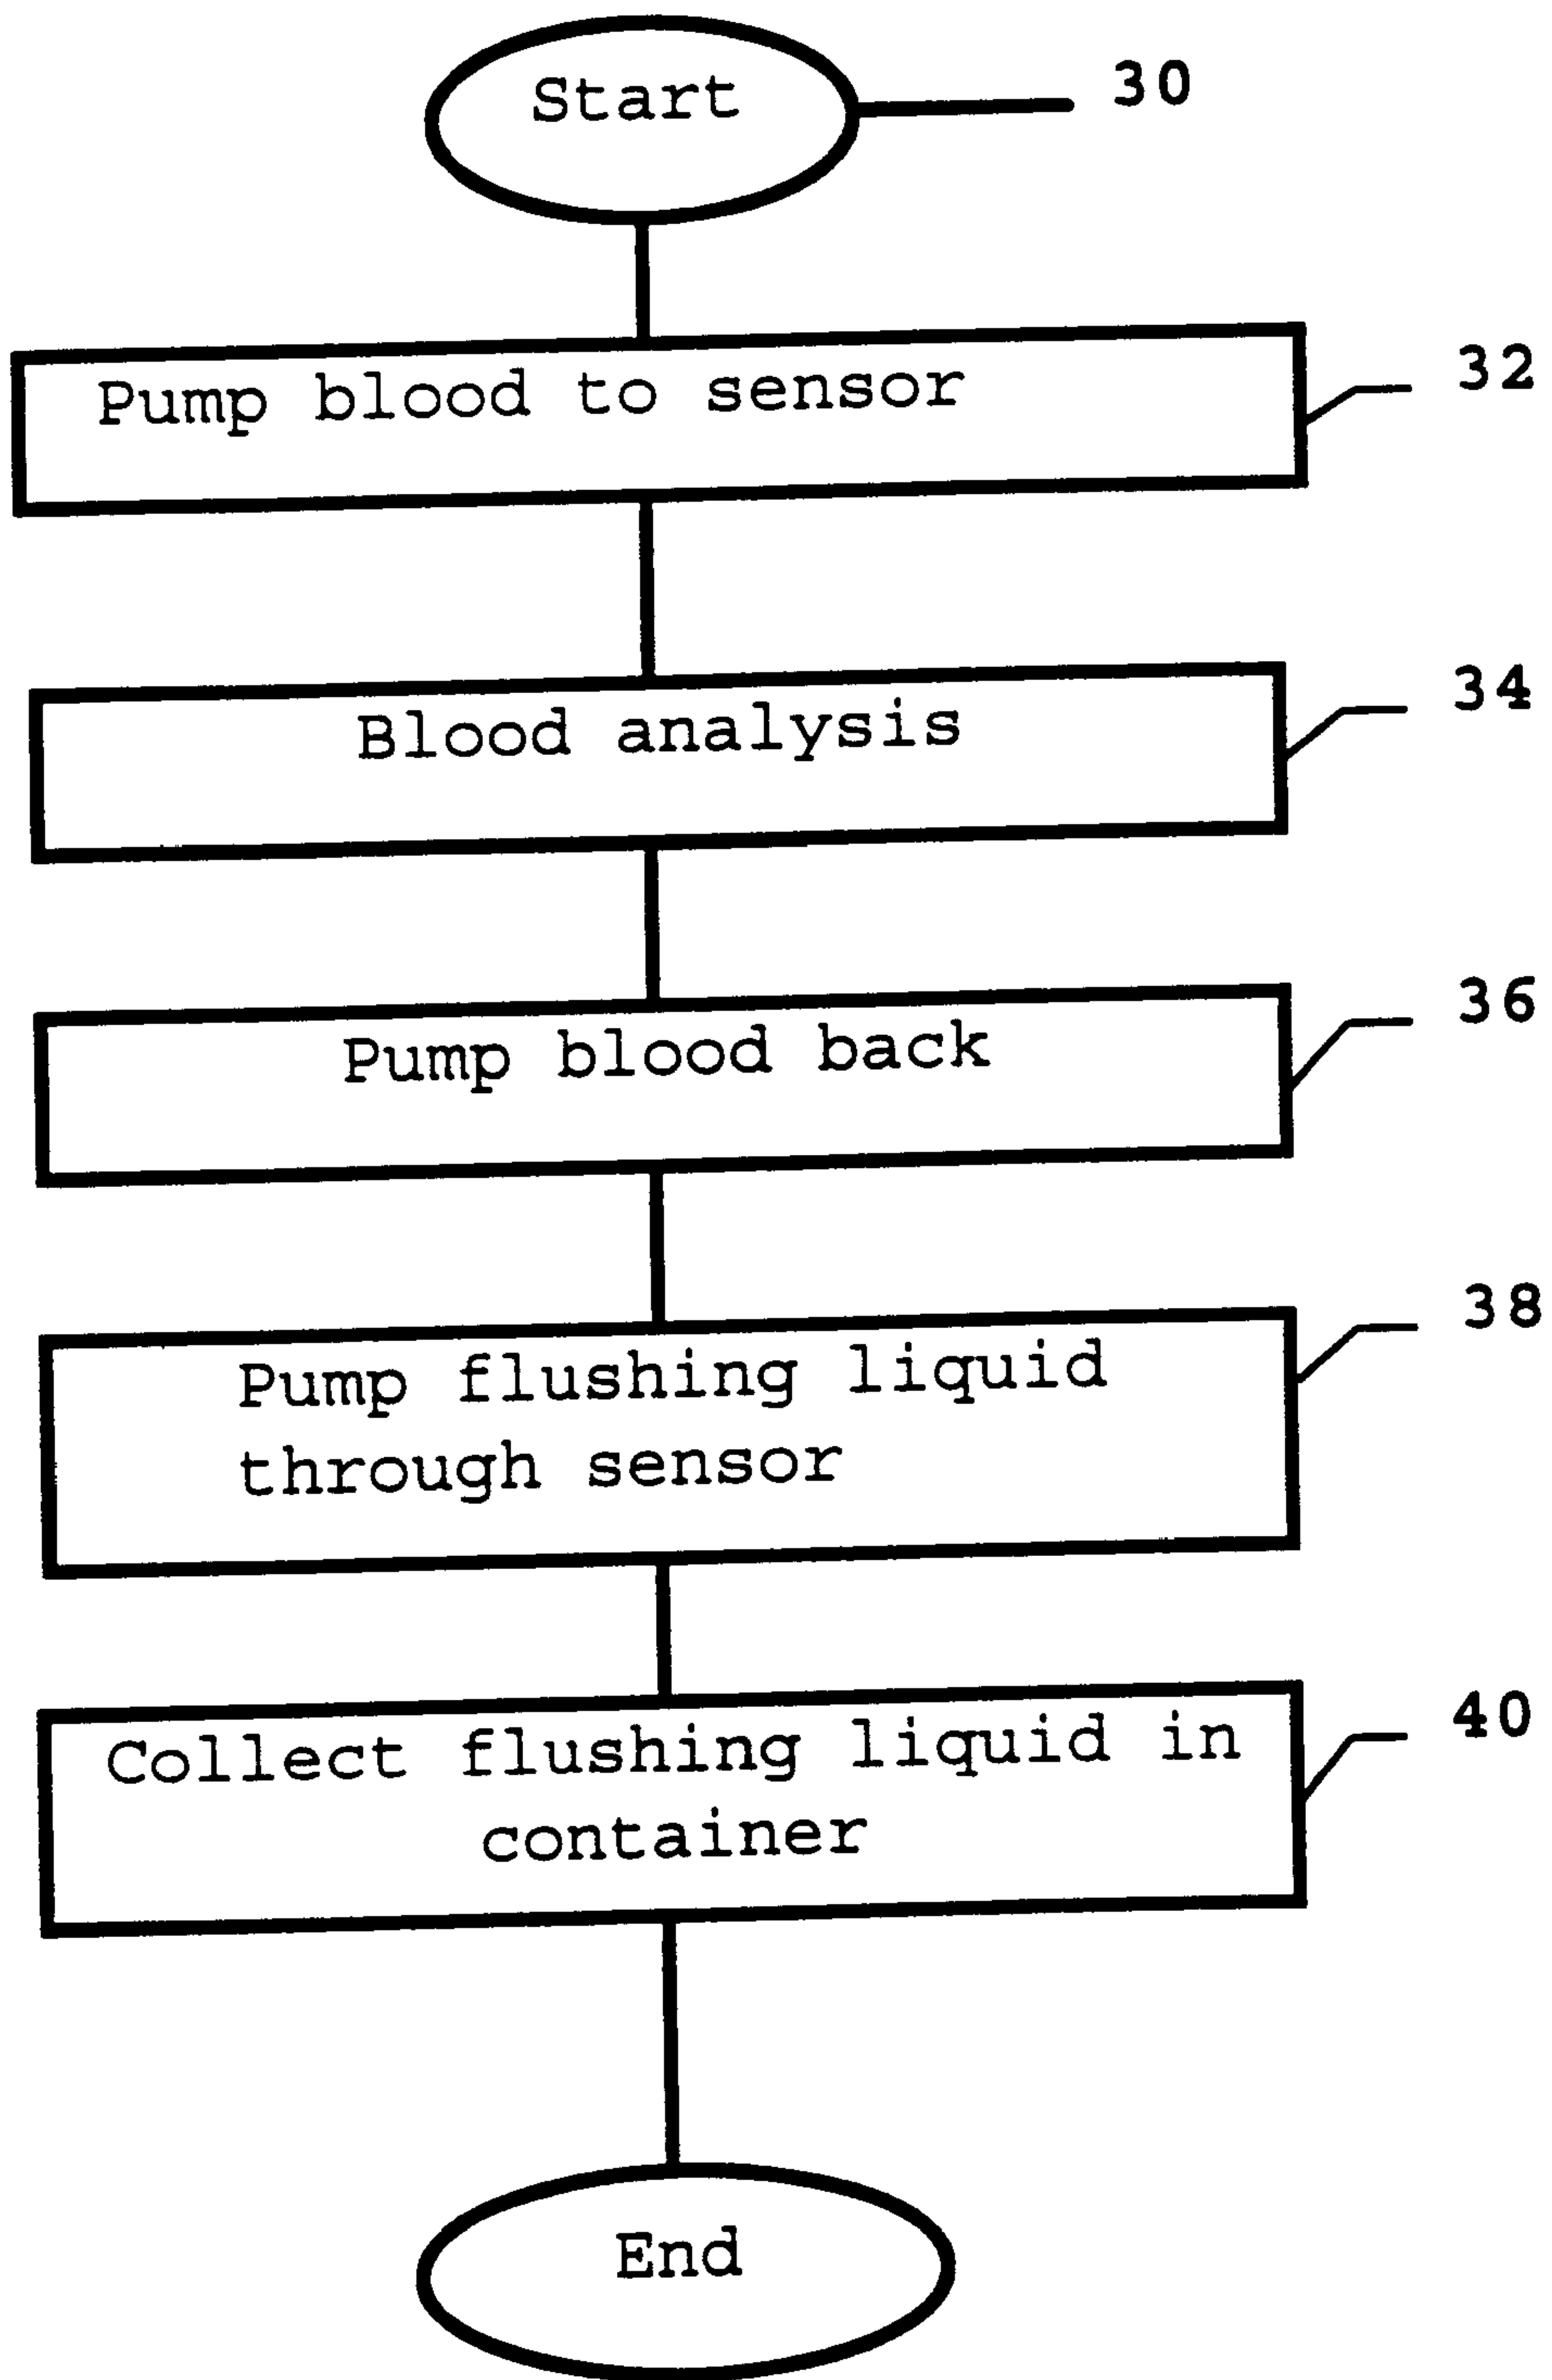 Start
30
Pump blood to sensor
32
Blood analysis
34
Pump blood back
36
Pump flushing liquid
through sensor
38
Collect flushing liquid in
container
40
End